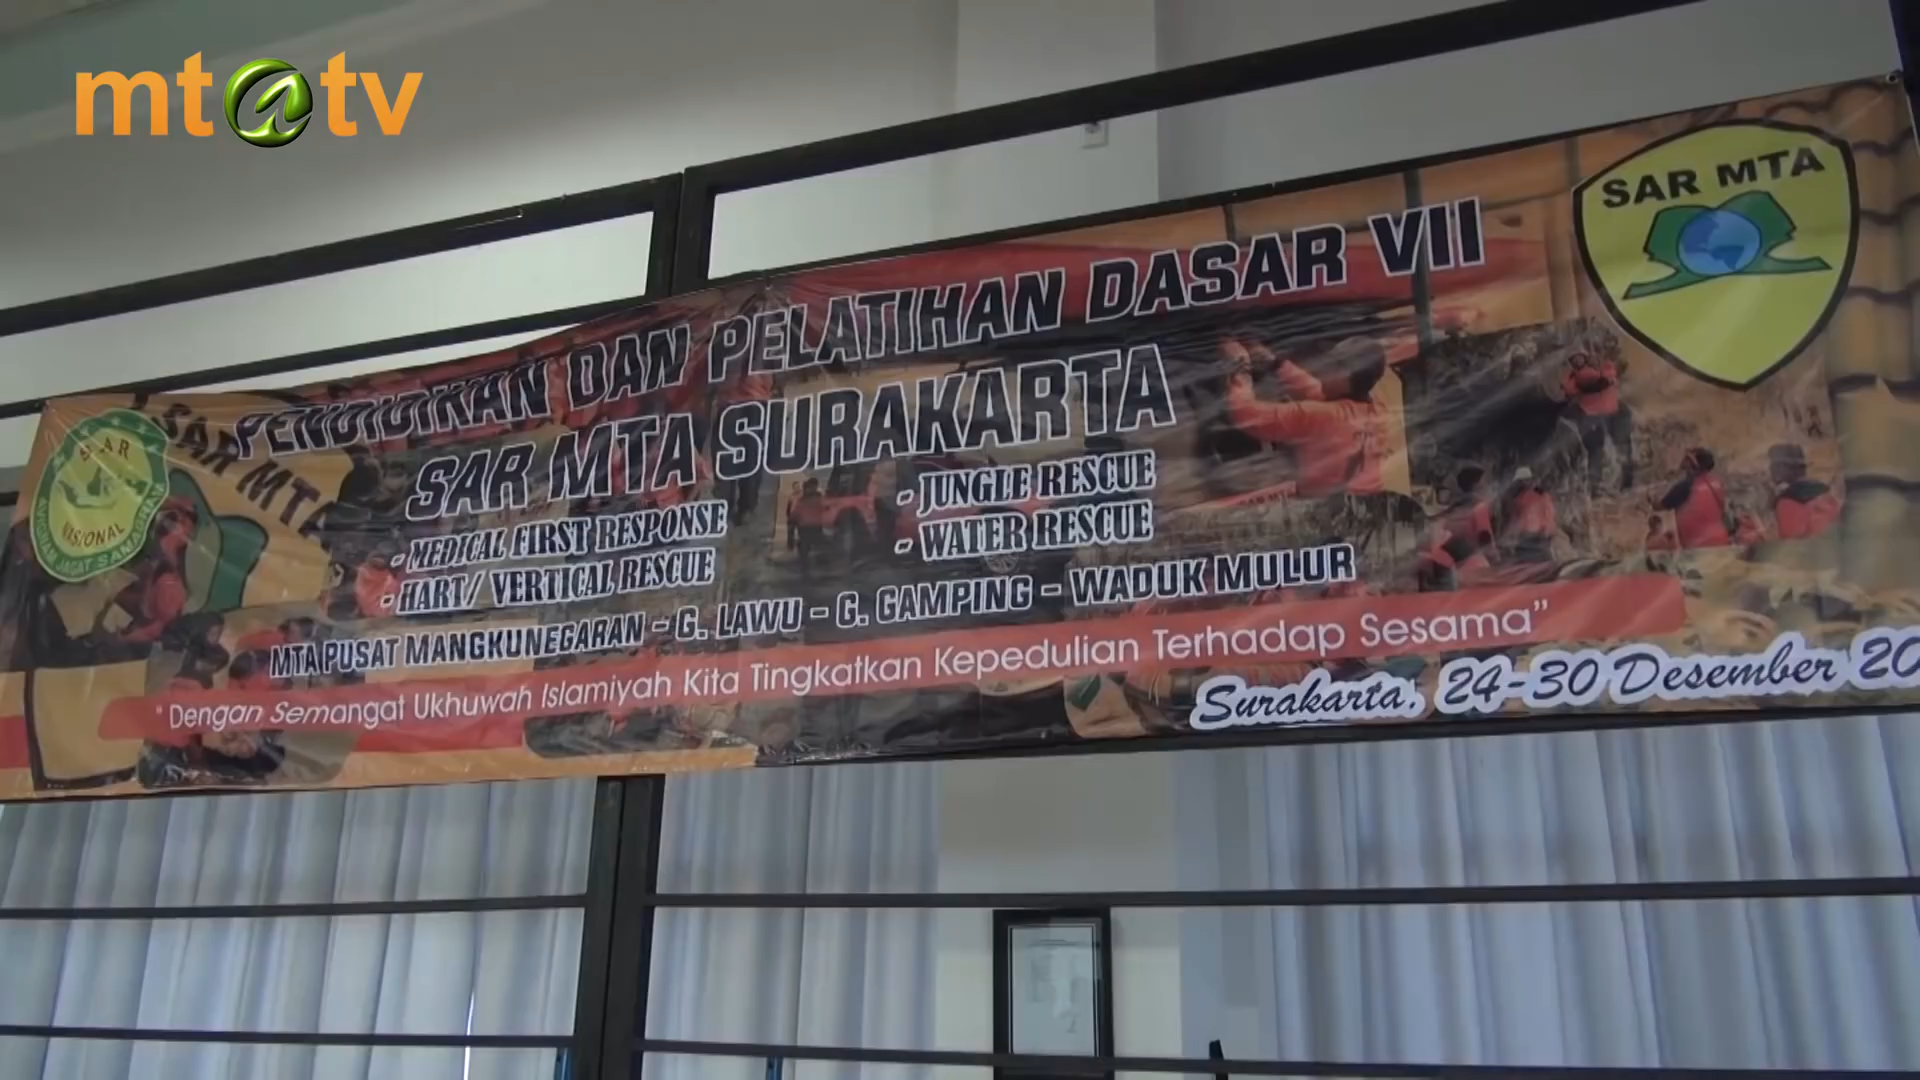 mt@tv
SAR MTA
PENDIDIKAN DAN PELATIHAN DASAR VII
SAR MTA SURAKARTA
- MEDICAL FIRST RESPONSE
- HART/ VERTICAL RESCUE
- JUNGLE RESCUE
- WATER RESCUE
MTA PUSAT MANGKUNEGARAN - G. LAWU - G. GAMPING - WADUK MULUR
"Dengan Semangat Ukhuwah Islamiyah Kita Tingkatkan Kepedulian Terhadap Sesama"
Surakarta, 24-30 Desember 20
SAR
NASIONAL
SAR MTA